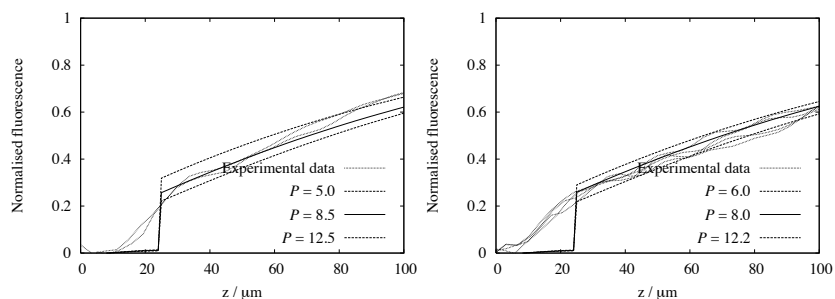 1
0.8
0.6
0.4
0.2
0
Normalised fluorescence
Experimental data
P = 5.0
P = 8.5
P = 12.5
0 20 40 60 80 100
z / μm
1
0.8
0.6
0.4
0.2
0
Normalised fluorescence
Experimental data
P = 6.0
P = 8.0
P = 12.2
0 20 40 60 80 100
z / μm